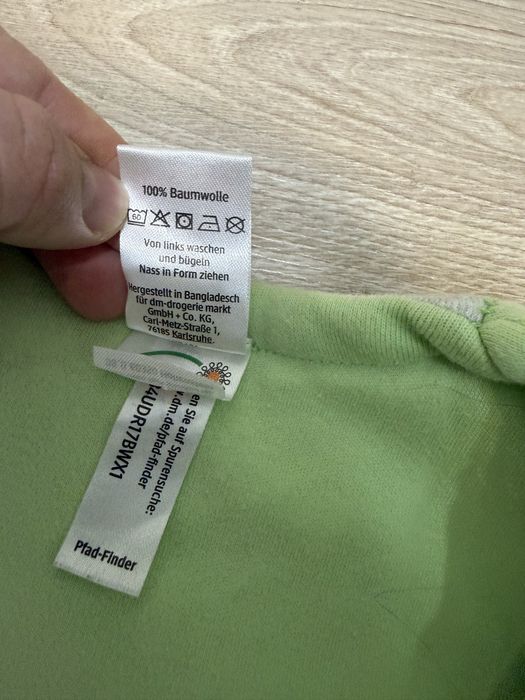 100% Baumwolle
60
Von links waschen
und bügeln
Nass in Form ziehen
Hergestellt in Bangladesch
für dm-drogerie markt
GmbH + Co. KG,
Carl-Metz-Straße 1,
76185 Karlsruhe.
en Sie auf Spurensuche:
.dm.de/pfad-finder
4UDR17BWX1
Pfad-Finder